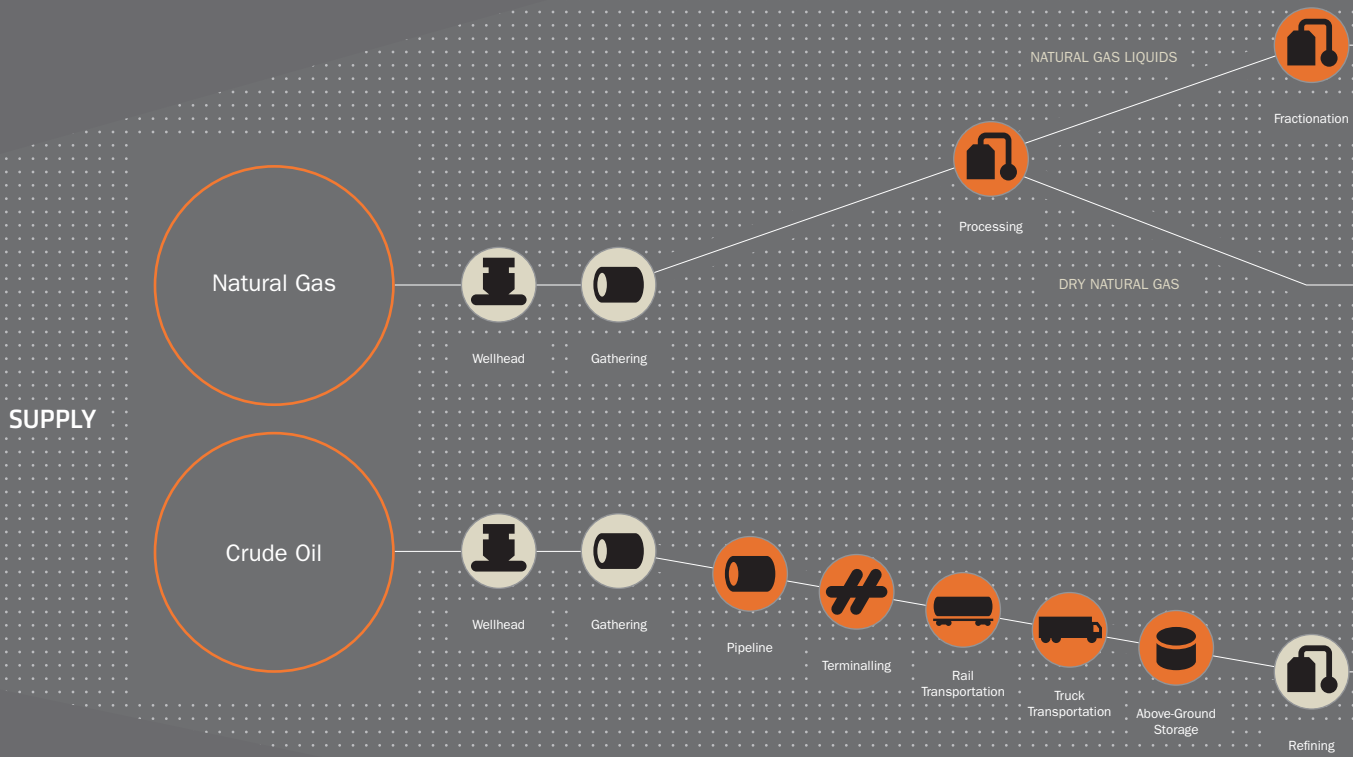 NATURAL GAS LIQUIDS
Fractionation
Processing
Natural Gas
DRY NATURAL GAS
Wellhead
Gathering
SUPPLY
Crude Oil
Wellhead
Gathering
Pipeline
Terminalling
Rail
Transportation
Truck
Transportation
Above-Ground
Storage
Refining